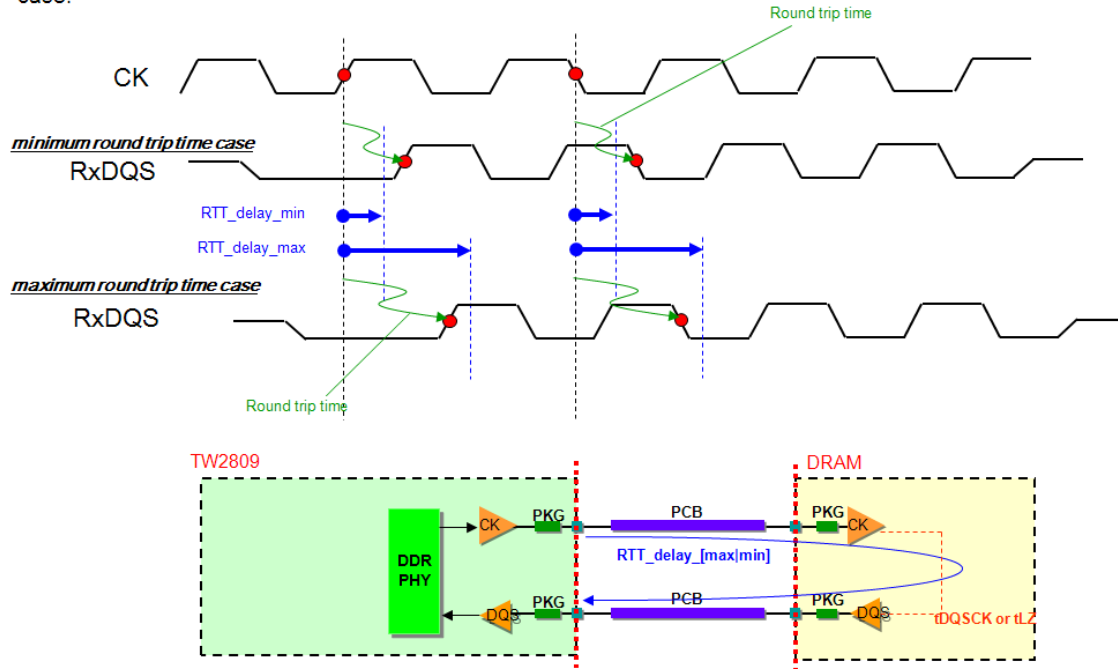 case.
Round trip time
CK
minimum round trip time case
RxDQS
RTT_delay_min
RTT_delay_max
maximum round trip time case
RxDQS
Round trip time
TW2809
DRAM
CK
PKG
PCB
PKG
CK
DDR
PHY
RTT_delay_[max|min]
DQS
PKG
PCB
PKG
DQS
tDQSCK or tLZ